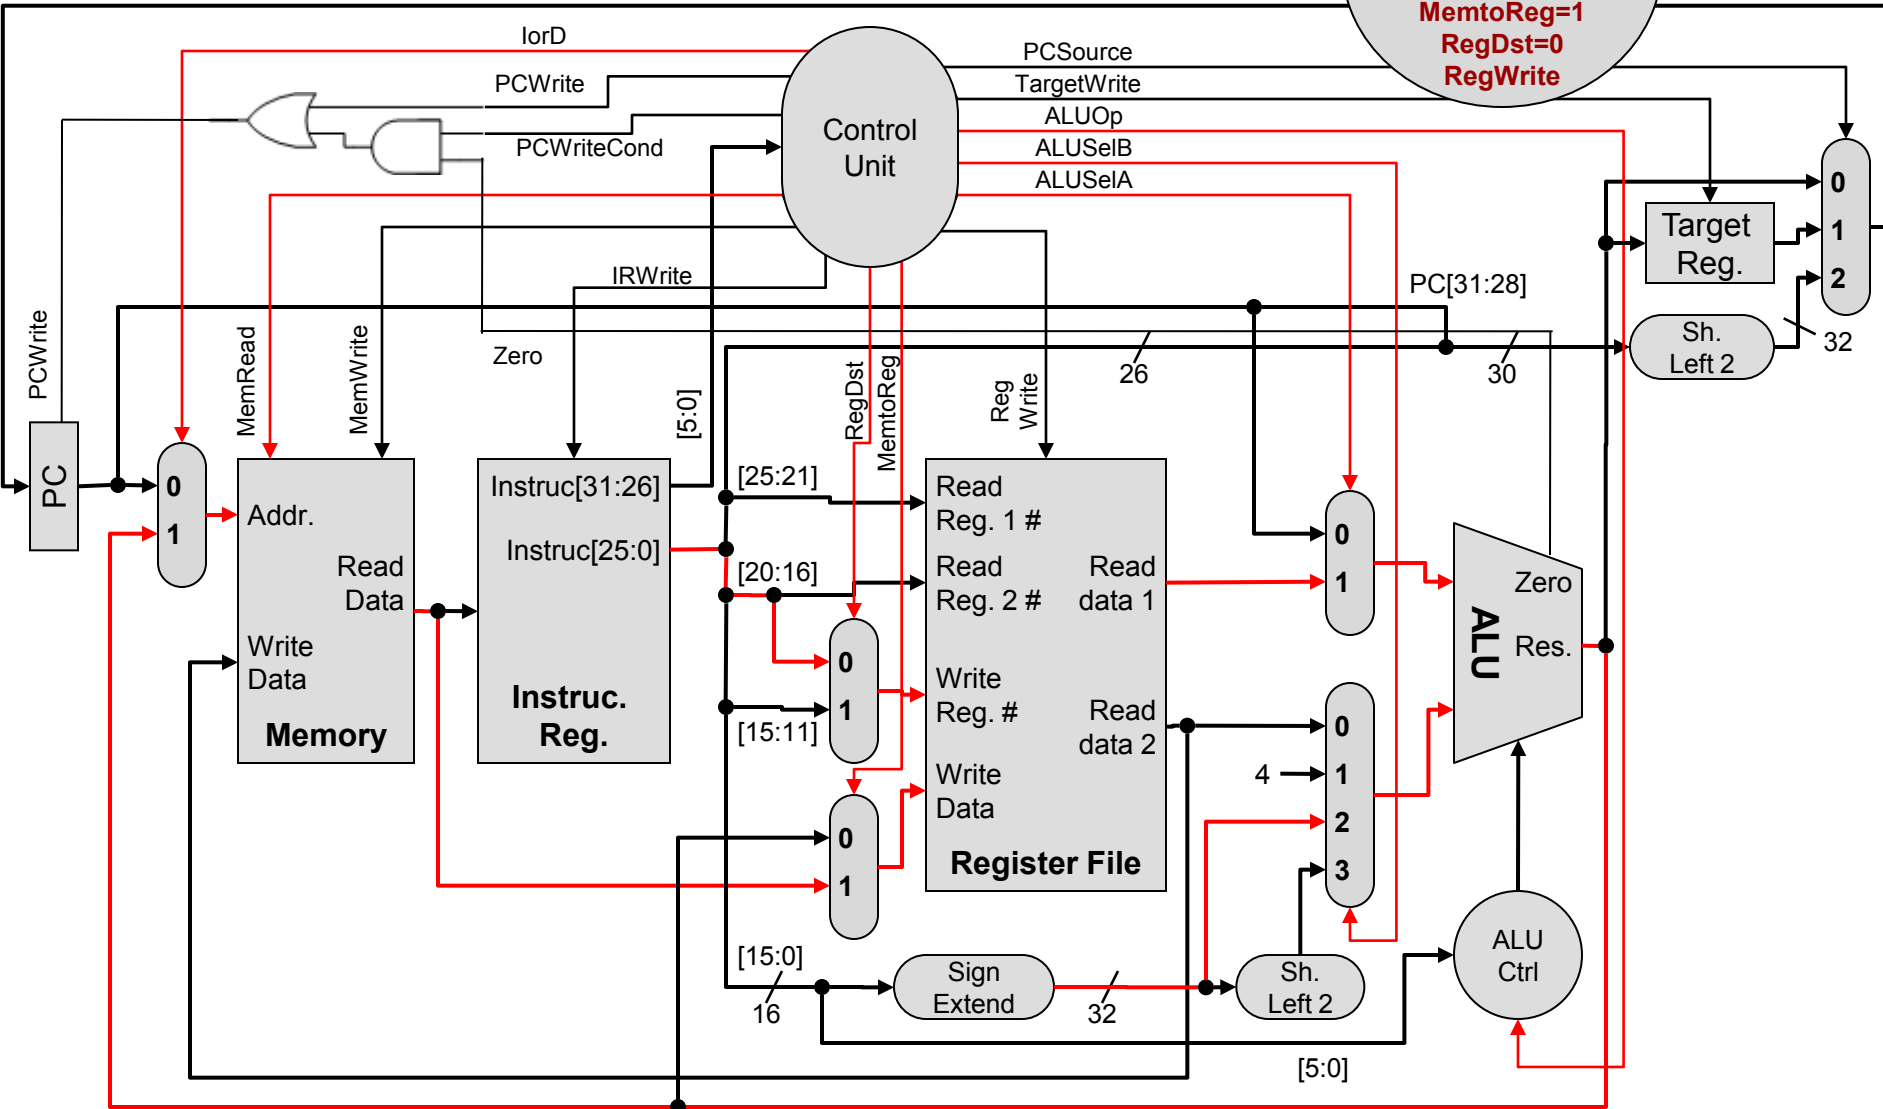 MemtoReg=1
RegDst=0
RegWrite
IorD
PCWrite
PCWriteCond
PCSource
TargetWrite
ALUOp
ALUSelB
ALUSelA
Control
Unit
IRWrite
PC[31:28]
Target
Reg.
0
1
2
Sh.
Left 2
32
26
30
Zero
PCWrite
MemRead
MemWrite
[5:0]
RegDst
MemtoReg
Reg
Write
PC
0
1
Addr.
Read
Data
Write
Data
Memory
Instruc[31:26]
Instruc[25:0]
Instruc.
Reg.
[25:21]
[20:16]
[15:11]
0
1
0
1
Read
Reg. 1 #
Read
Reg. 2 #
Read
data 1
Write
Reg. #
Read
data 2
Write
Data
Register File
0
1
4
0
1
2
3
Zero
ALU
Res.
[15:0]
16
Sign
Extend
32
Sh.
Left 2
ALU
Ctrl
[5:0]